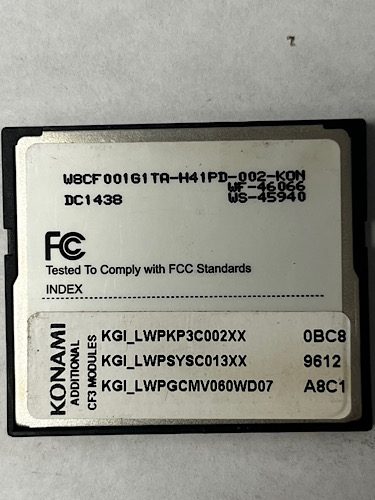 W8CF001G1TA-H41PD-002-KON
WF-46066
DC1438 WS-45940
FC
Tested To Comply with FCC Standards
INDEX
KONAMI
ADDITIONAL
CF3 MODULES
KGI_LWPKP3C002XX 0BC8
KGI_LWPSYSC013XX 9612
KGI_LWPGCMV060WD07 A8C1